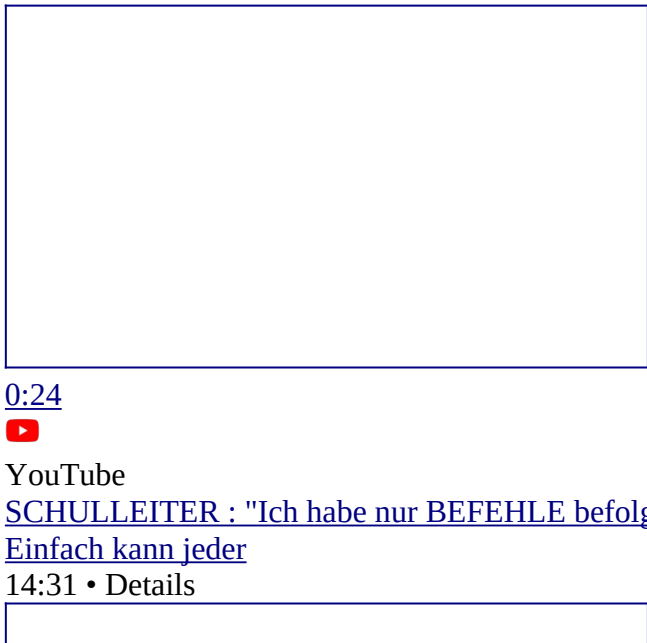 0:24
YouTube
SCHULLEITER : "Ich habe nur BEFEHLE
Einfach kann jeder
14:31 • Details